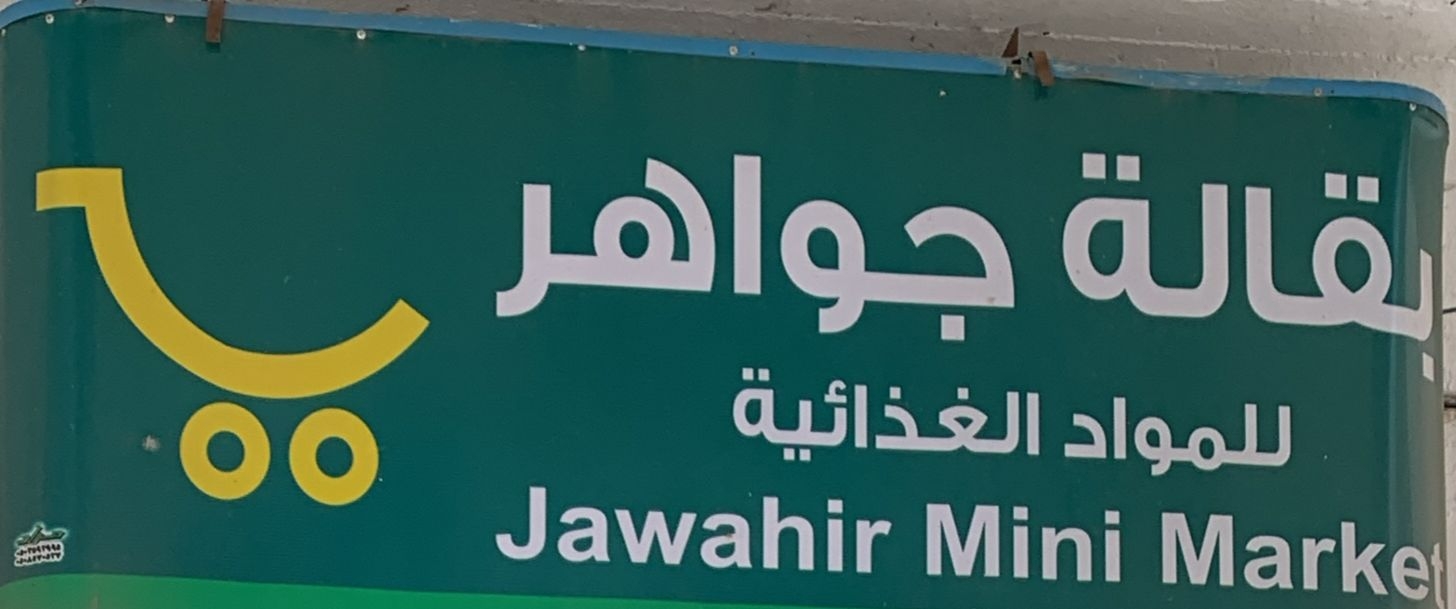 بقالة جواهر
للمواد الغذائية
Jawahir Mini Market